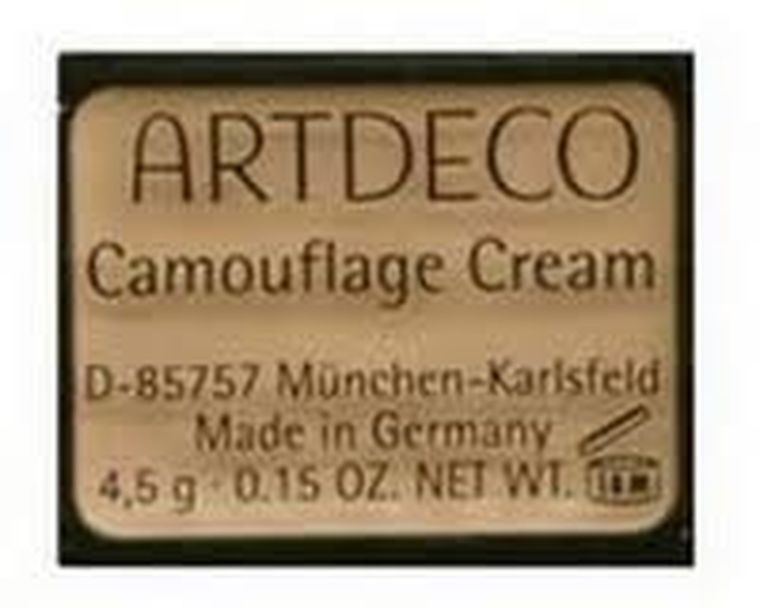 ARTDECO
Camouflage Cream
D-85757 München-Karlsfeld
Made in Germany
4,5 g · 0.15 OZ. NET WT.